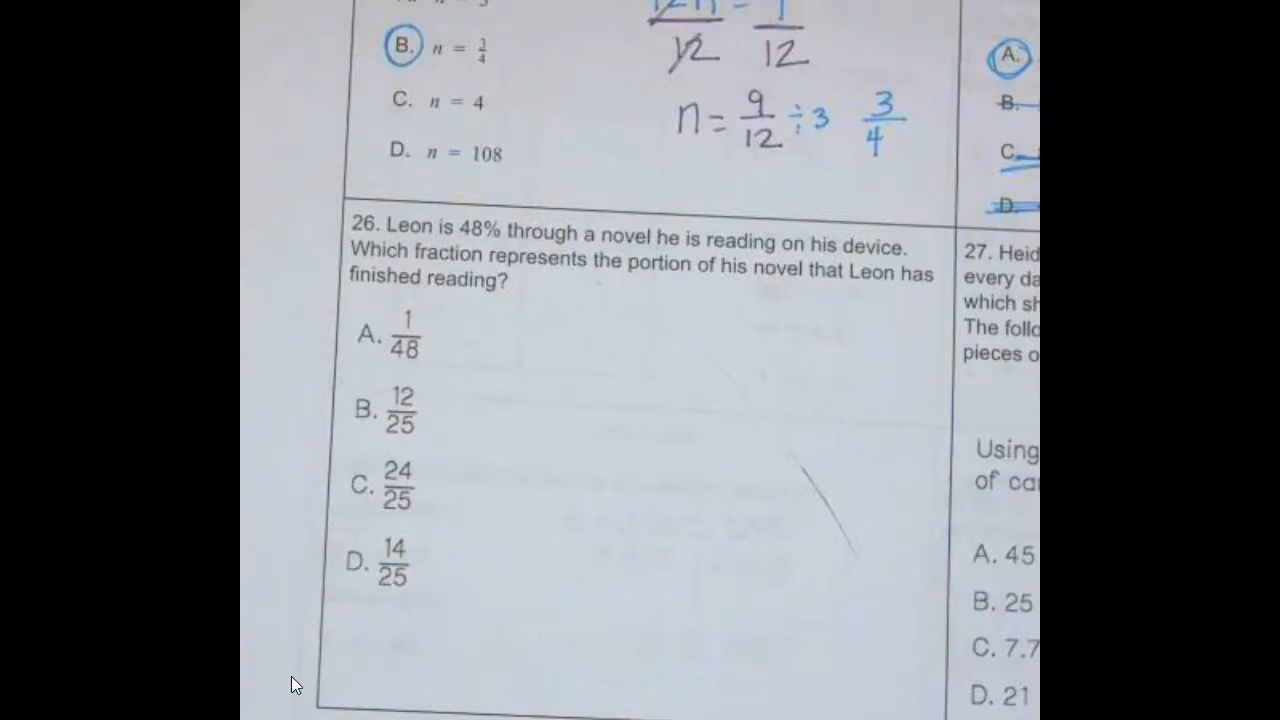 B. n = 1/4
12
12
A.
B.
C. n = 4
n = 9/12 ÷ 3 3/4
C.
D. n = 108
D.
26. Leon is 48% through a novel he is reading on his device.
Which fraction represents the portion of his novel that Leon has
finished reading?
A. 1/48
B. 12/25
C. 24/25
D. 14/25
27. Heid
every da
which sh
The follo
pieces o
Using
of car
A. 45
B. 25
C. 7.7
D. 21